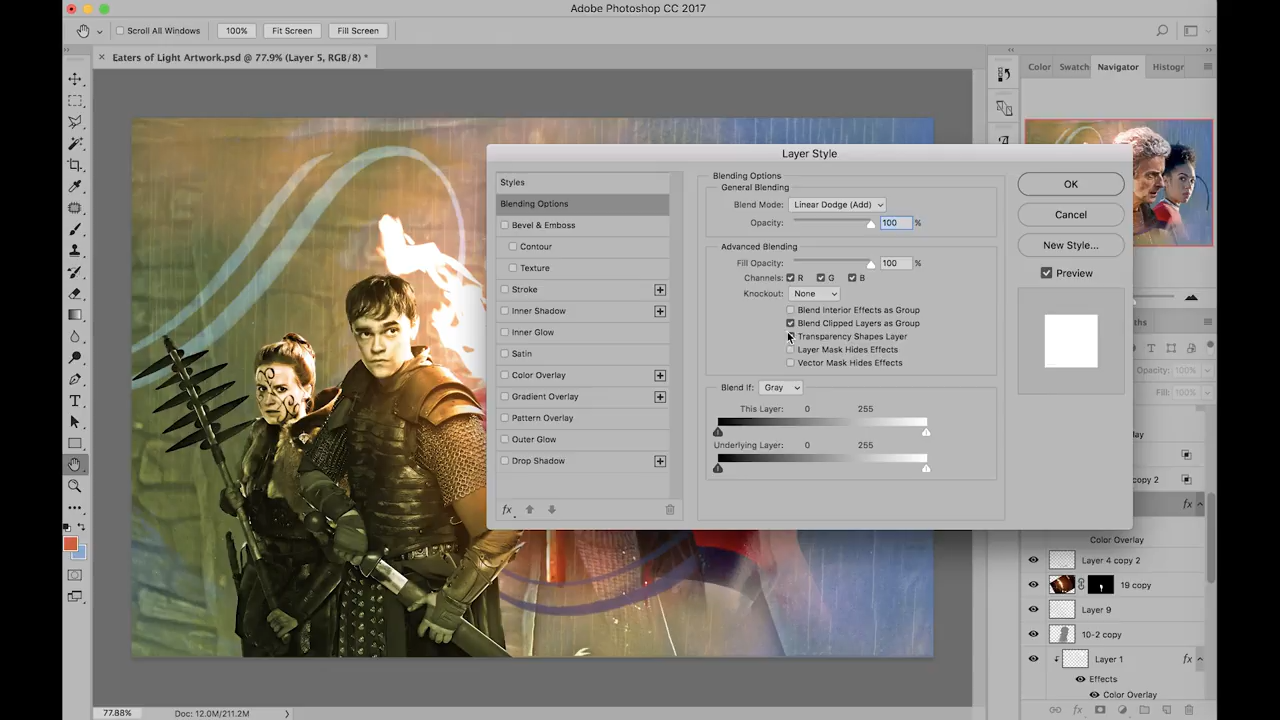 Adobe Photoshop CC 2017
Scroll All Windows
100%
Fit Screen
Fill Screen
Eaters of Light Artwork.psd @ 77.9% (Layer 5, RGB/8) *
Color
Swatch
Navigator
Histogr
Layer Style
Styles
Blending Options
Bevel & Emboss
Contour
Texture
Stroke
Inner Shadow
Inner Glow
Satin
Color Overlay
Gradient Overlay
Pattern Overlay
Outer Glow
Drop Shadow
fx
Blending Options
General Blending
Blend Mode: Linear Dodge (Add)
Opacity: 100 %
Advanced Blending
Fill Opacity: 100 %
Channels: R G B
Knockout: None
Blend Interior Effects as Group
Blend Clipped Layers as Group
Transparency Shapes Layer
Layer Mask Hides Effects
Vector Mask Hides Effects
Blend If: Gray
This Layer: 0 255
Underlying Layer: 0 255
OK
Cancel
New Style...
Preview
ths
Opacity: 100%
Fill: 100%
day
copy 2
fx
Color Overlay
Layer 4 copy 2
19 copy
Layer 9
10-2 copy
Layer 1 fx
Effects
Color Overlay
fx
77.88%
Doc: 12.0M/211.2M